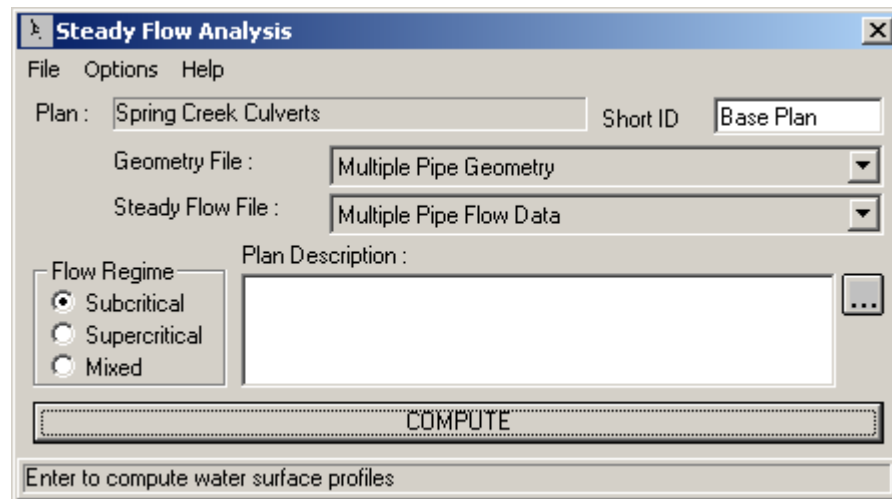 Steady Flow Analysis
File Options Help
Plan : Spring Creek Culverts Short ID Base Plan
Geometry File : Multiple Pipe Geometry
Steady Flow File : Multiple Pipe Flow Data
Plan Description :
Flow Regime
Subcritical
Supercritical
Mixed
...
COMPUTE
Enter to compute water surface profiles